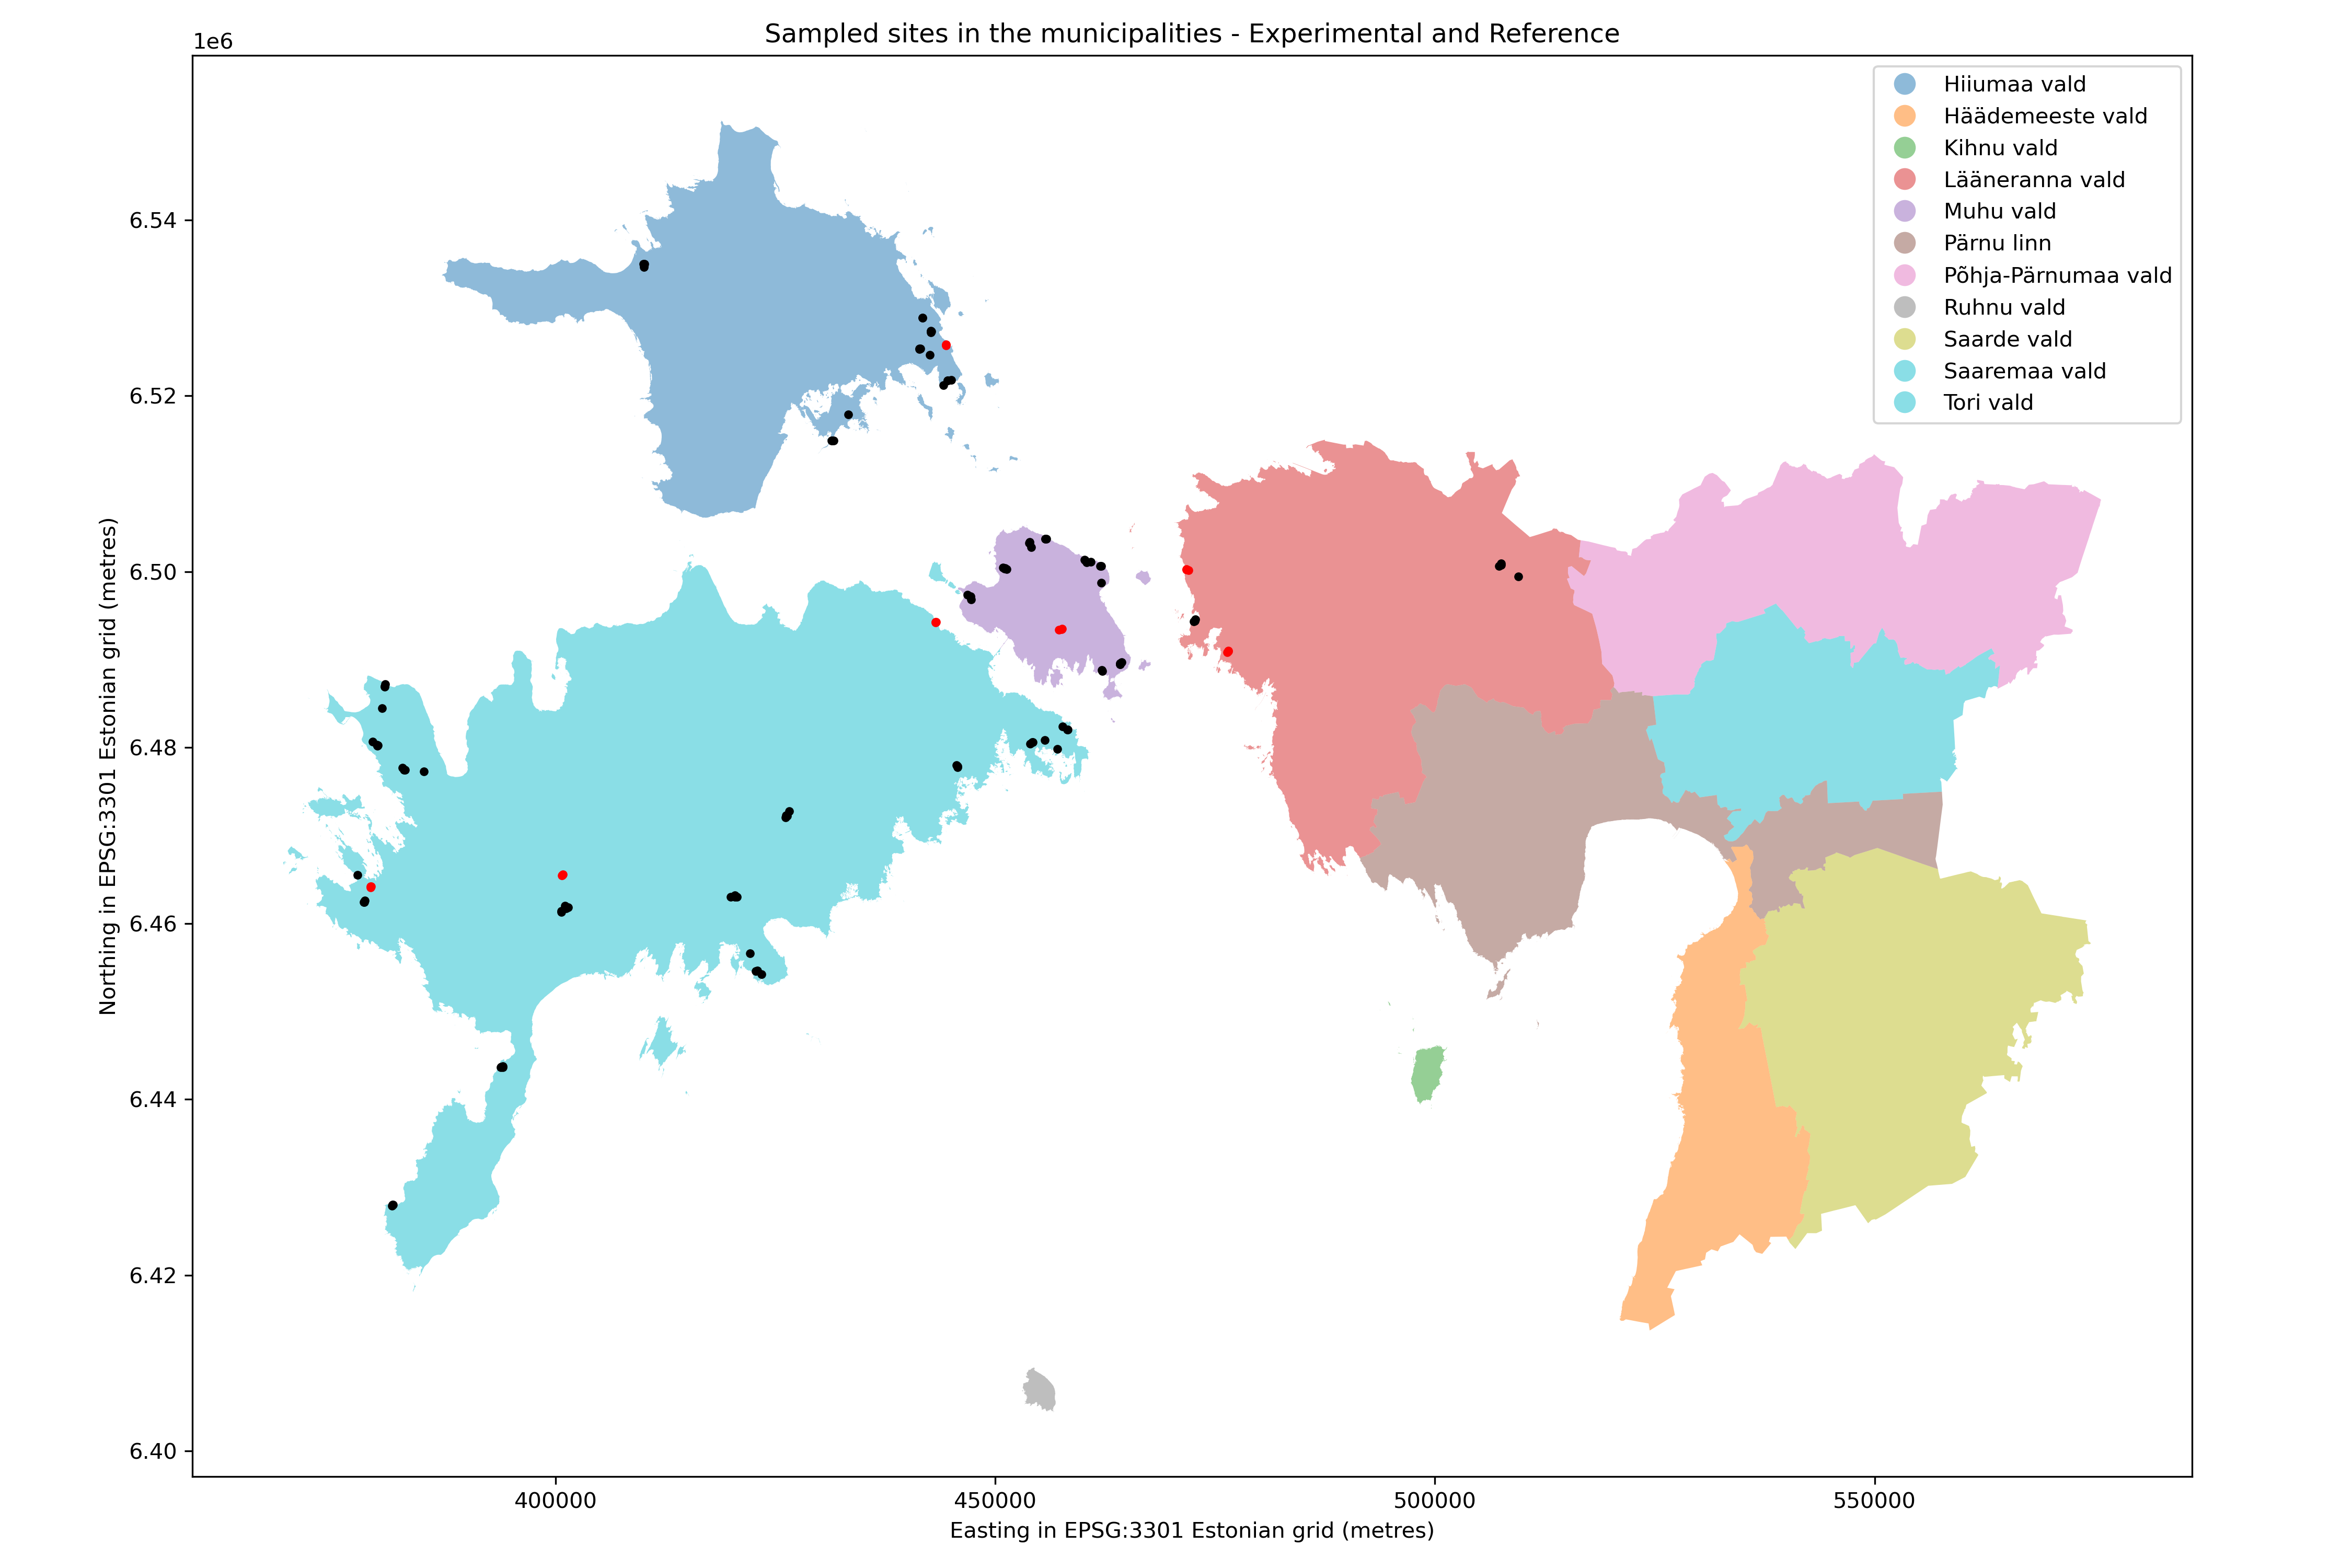 Sampled sites in the municipalities - Experimental and Reference
1e6
Hiiumaa vald
Häädemeeste vald
Kihnu vald
Lääneranna vald
Muhu vald
Pärnu linn
Põhja-Pärnumaa vald
Ruhnu vald
Saarde vald
Saaremaa vald
Tori vald
6.54
6.52
6.50
6.48
6.46
6.44
6.42
6.40
Northing in EPSG:3301 Estonian grid (metres)
400000 450000 500000 550000
Easting in EPSG:3301 Estonian grid (metres)